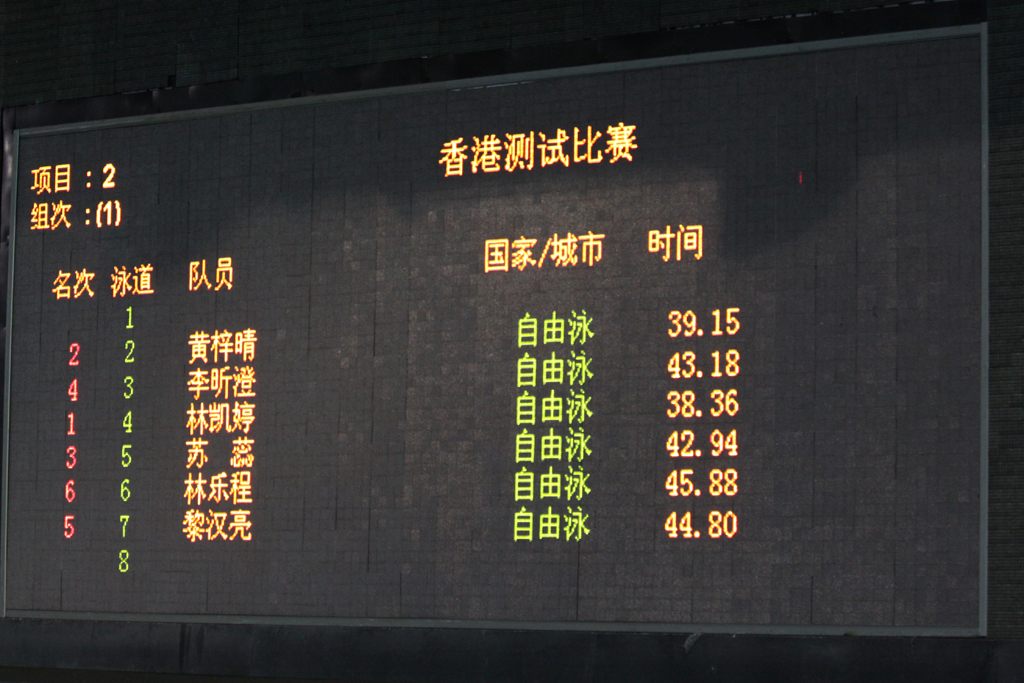 香港测试比赛
项目：2
组次：(1)
名次 泳道 队员 国家/城市 时间
1
2 2 黄梓晴 自由泳 39.15
4 3 李昕澄 自由泳 43.18
1 4 林凯婷 自由泳 38.36
3 5 苏 蕊 自由泳 42.94
6 6 林乐程 自由泳 45.88
5 7 黎汉亮 自由泳 44.80
8